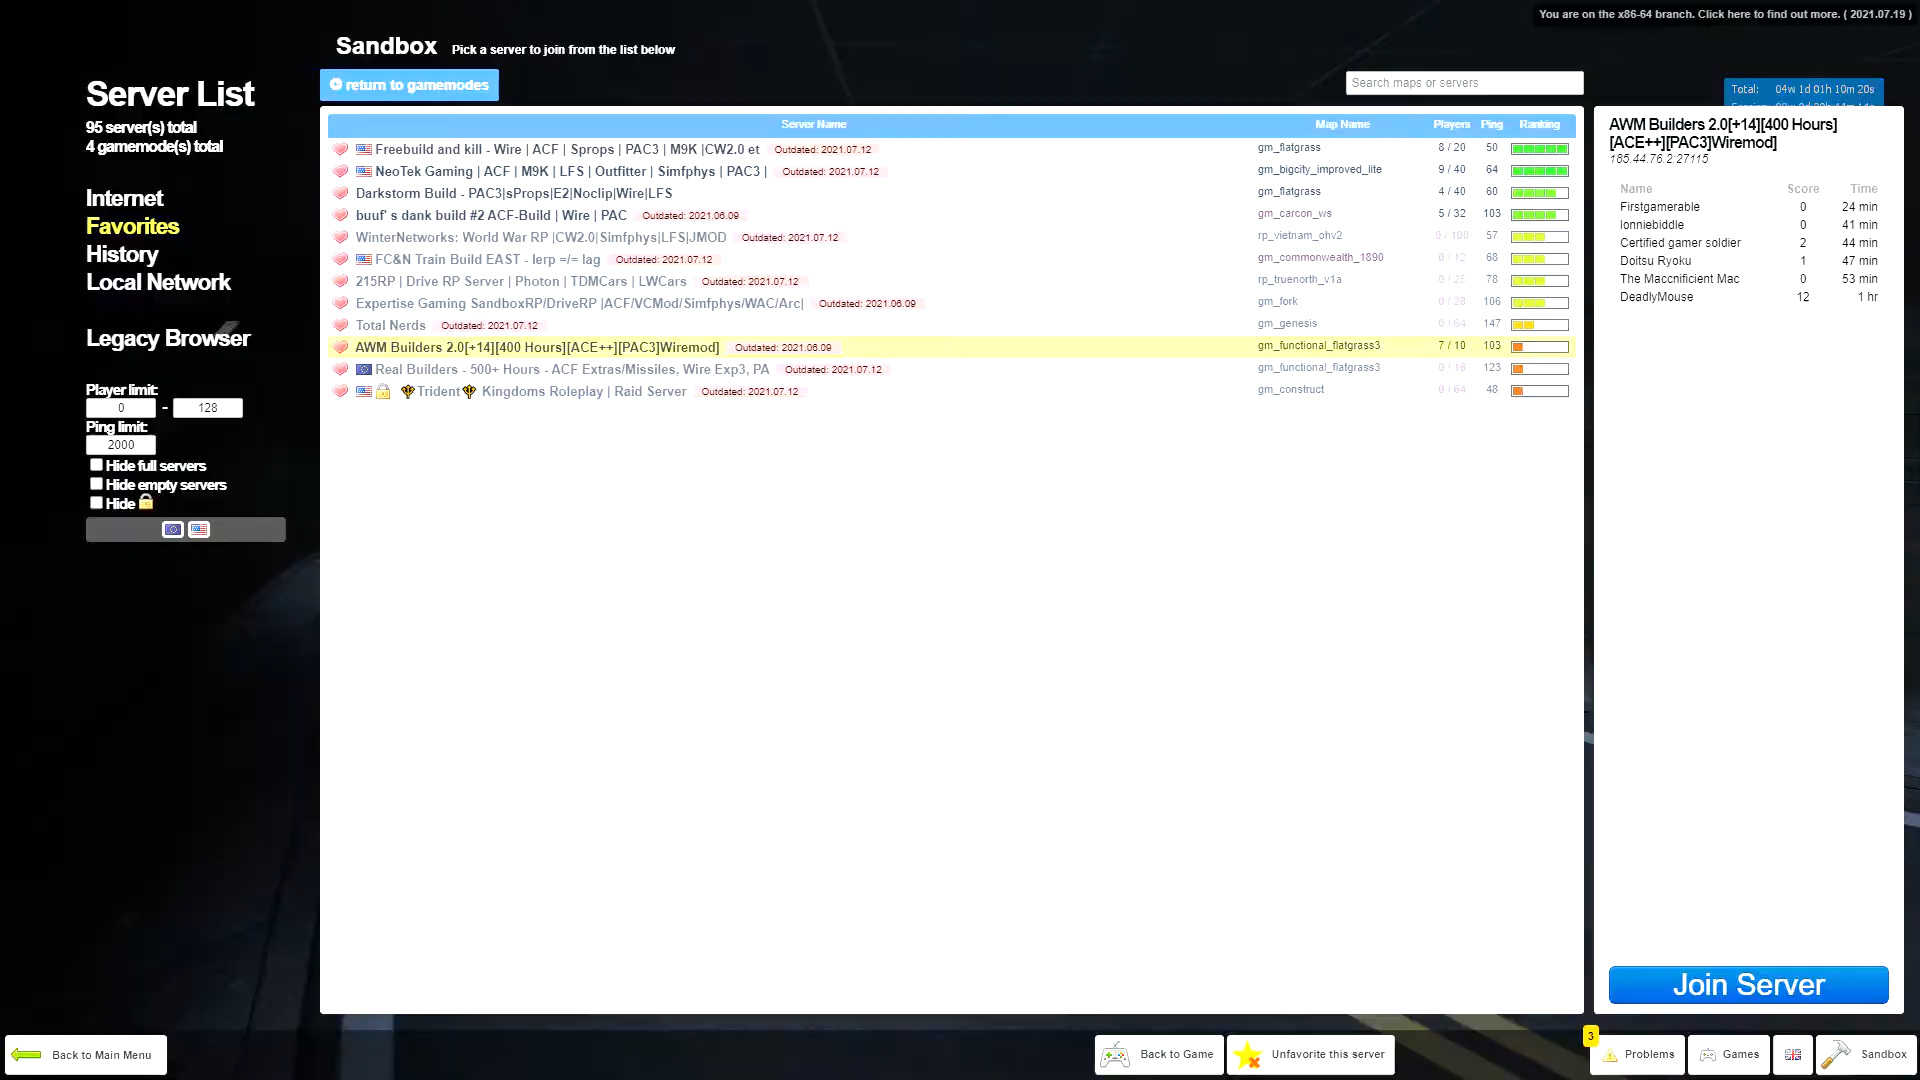 You are on the x86-64 branch. Click here to find out more. ( 2021.07.19 )
Sandbox Pick a server to join from the list below
return to gamemodes
Search maps or servers
Total: 04w 1d 01h 10m 20s
Server List
95 server(s) total
4 gamemode(s) total
Internet
Favorites
History
Local Network
Legacy Browser
Player limit:
0 - 128
Ping limit:
2000
Hide full servers
Hide empty servers
Hide
Server Name Map Name Players Ping Ranking
Freebuild and kill - Wire | ACF | Sprops | PAC3 | M9K |CW2.0 et Outdated: 2021.07.12 gm_flatgrass 8 / 20 50
NeoTek Gaming | ACF | M9K | LFS | Outfitter | Simfphys | PAC3 | Outdated: 2021.07.12 gm_bigcity_improved_lite 9 / 40 64
Darkstorm Build - PAC3|sProps|E2|Noclip|Wire|LFS gm_flatgrass 4 / 40 60
buuf' s dank build #2 ACF-Build | Wire | PAC Outdated: 2021.06.09 gm_carcon_ws 5 / 32 103
WinterNetworks: World War RP |CW2.0|Simfphys|LFS|JMOD Outdated: 2021.07.12 rp_vietnam_ohv2 0 / 100 57
FC&N Train Build EAST - lerp =/= lag Outdated: 2021.07.12 gm_commonwealth_1890 0 / 12 68
215RP | Drive RP Server | Photon | TDMCars | LWCars Outdated: 2021.07.12 rp_truenorth_v1a 0 / 25 78
Expertise Gaming SandboxRP/DriveRP |ACF/VCMod/Simfphys/WAC/Arc| Outdated: 2021.06.09 gm_fork 0 / 28 106
Total Nerds Outdated: 2021.07.12 gm_genesis 0 / 64 147
AWM Builders 2.0[+14][400 Hours][ACE++][PAC3]Wiremod] Outdated: 2021.06.09 gm_functional_flatgrass3 7 / 10 103
Real Builders - 500+ Hours - ACF Extras/Missiles, Wire Exp3, PA Outdated: 2021.07.12 gm_functional_flatgrass3 0 / 16 123
Trident Kingdoms Roleplay | Raid Server Outdated: 2021.07.12 gm_construct 0 / 64 48
AWM Builders 2.0[+14][400 Hours]
[ACE++][PAC3]Wiremod]
185.44.76.2:27115
Name Score Time
Firstgamerable 0 24 min
lonniebiddle 0 41 min
Certified gamer soldier 2 44 min
Doitsu Ryoku 1 47 min
The Maccnificient Mac 0 53 min
DeadlyMouse 12 1 hr
Join Server
Back to Main Menu
Back to Game
Unfavorite this server
3
Problems
Games
Sandbox